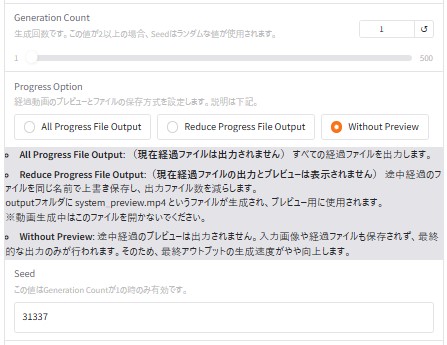 Generation Count
生成回数です。この値が2以上の場合、Seedはランダムな値が使用されます。
1
↺
1
500
Progress Option
経過動画のプレビューとファイルの保存方式を設定します。説明は下記。
All Progress File Output
Reduce Progress File Output
Without Preview
• All Progress File Output: （現在経過ファイルは出力されません） すべての経過ファイルを出力します。
• Reduce Progress File Output: （現在経過ファイルの出力とプレビューは表示されません） 途中経過のフ
ァイルを同じ名前で上書き保存し、出力ファイル数を減らします。
outputフォルダに system_preview.mp4 というファイルが生成され、プレビュー用に使用されます。
※動画生成中はこのファイルを開かないでください。
• Without Preview: 途中経過のプレビューは出力されません。入力画像や経過ファイルも保存されず、最終
的な出力のみが行われます。そのため、最終アウトプットの生成速度がやや向上します。
Seed
この値はGeneration Countが1の時のみ有効です。
31337